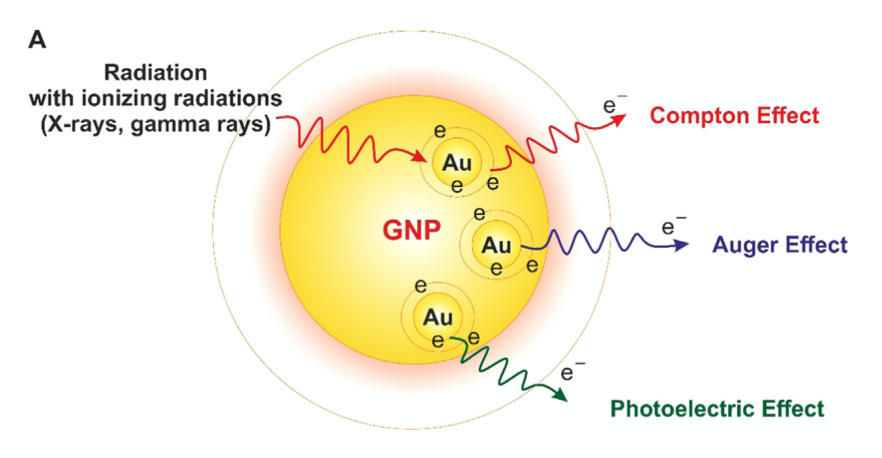 A
Radiation
with ionizing radiations
(X-rays, gamma rays)
e⁻
Compton Effect
e
Au
e
e
GNP
e
Au
e
e
e⁻
Auger Effect
e
Au
e
e
e⁻
Photoelectric Effect